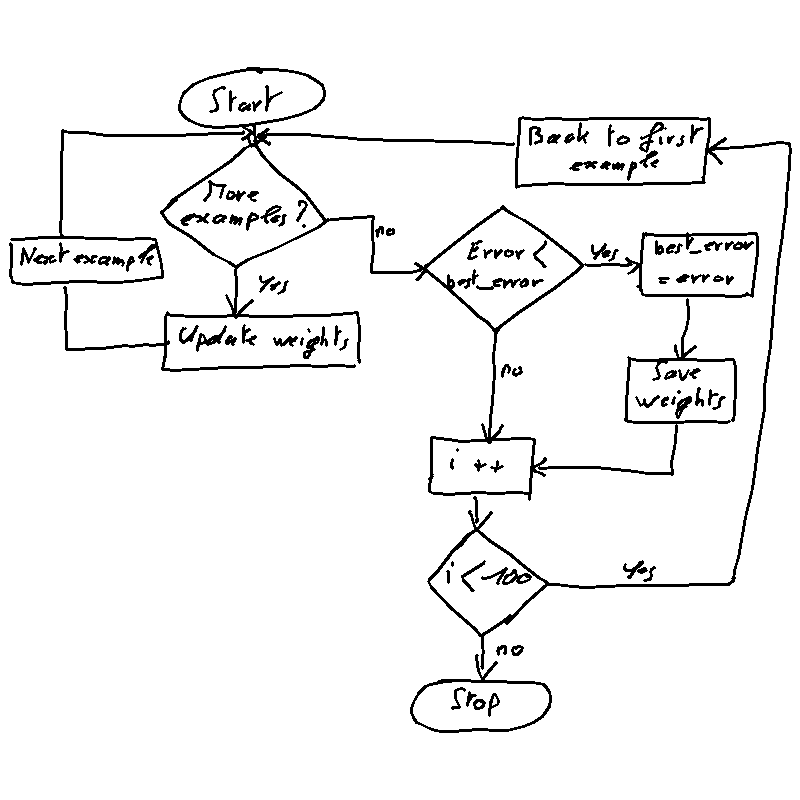 Start
Back to first
example
More
examples?
no
Error <
best_error
Yes
best_error
= error
Next example
Yes
Update weights
no
Save
weights
i ++
i < 100
Yes
no
Stop